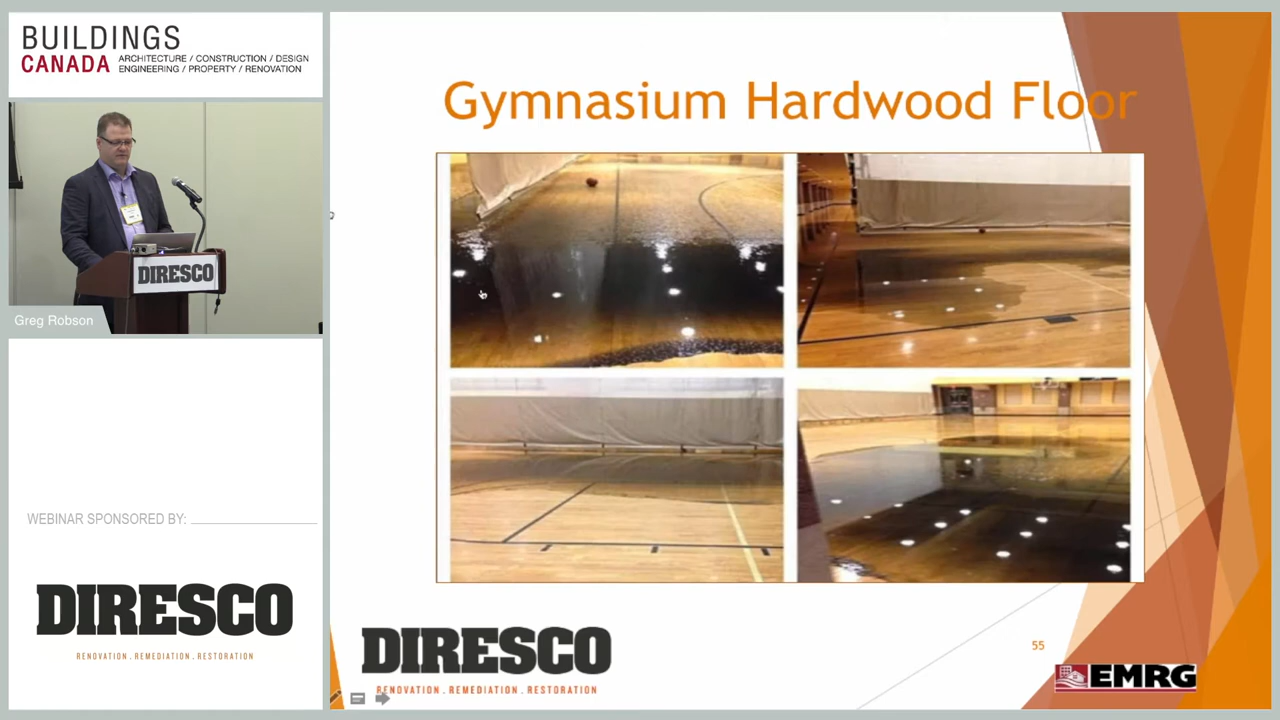 BUILDINGS
CANADA ARCHITECTURE / CONSTRUCTION / DESIGN
ENGINEERING / PROPERTY / RENOVATION
DIRESCO
Greg Robson
WEBINAR SPONSORED BY:
DIRESCO
RENOVATION . REMEDIATION . RESTORATION
Gymnasium Hardwood Floor
DIRESCO
RENOVATION . REMEDIATION . RESTORATION
55
EMRG